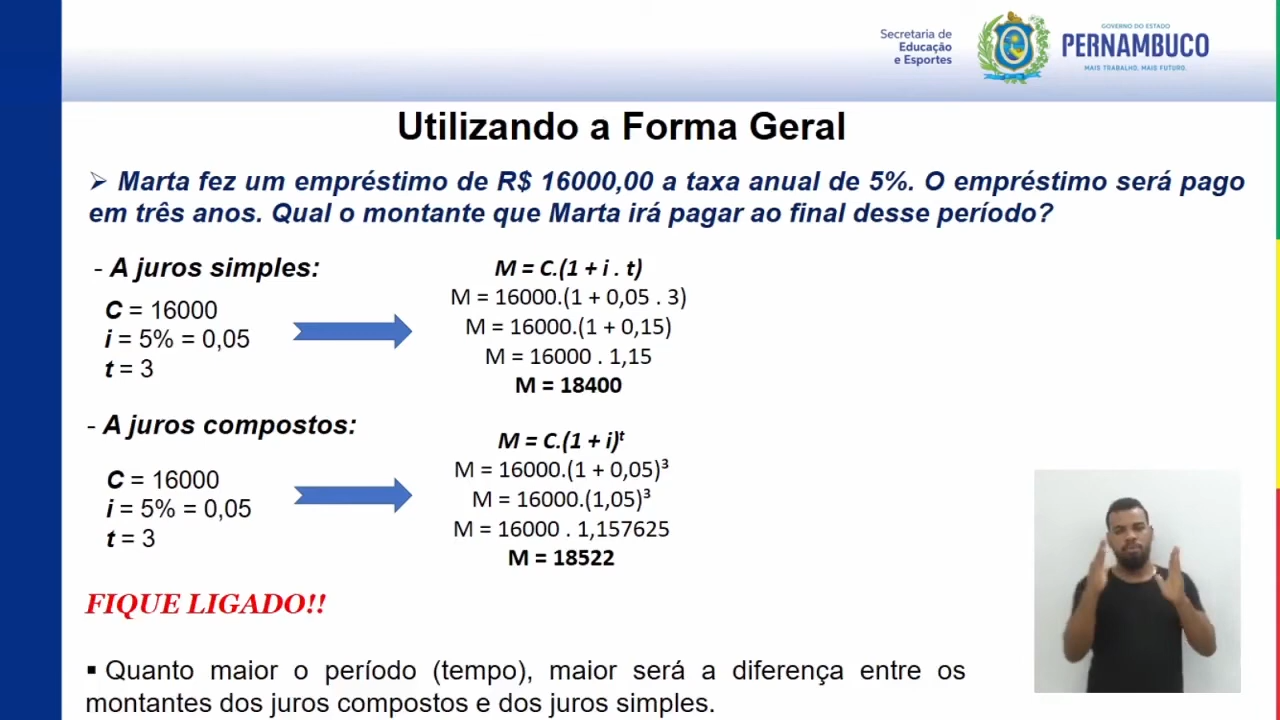 Secretaria de
Educação
e Esportes
GOVERNO DO ESTADO
PERNAMBUCO
MAIS TRABALHO, MAIS FUTURO.
Utilizando a Forma Geral
➢ Marta fez um empréstimo de R$ 16000,00 a taxa anual de 5%. O empréstimo será pago
em três anos. Qual o montante que Marta irá pagar ao final desse período?
- A juros simples:
C = 16000
i = 5% = 0,05
t = 3
M = C.(1 + i . t)
M = 16000.(1 + 0,05 . 3)
M = 16000.(1 + 0,15)
M = 16000 . 1,15
M = 18400
- A juros compostos:
C = 16000
i = 5% = 0,05
t = 3
M = C.(1 + i)ᵗ
M = 16000.(1 + 0,05)³
M = 16000.(1,05)³
M = 16000 . 1,157625
M = 18522
FIQUE LIGADO!!
▪ Quanto maior o período (tempo), maior será a diferença entre os
montantes dos juros compostos e dos juros simples.